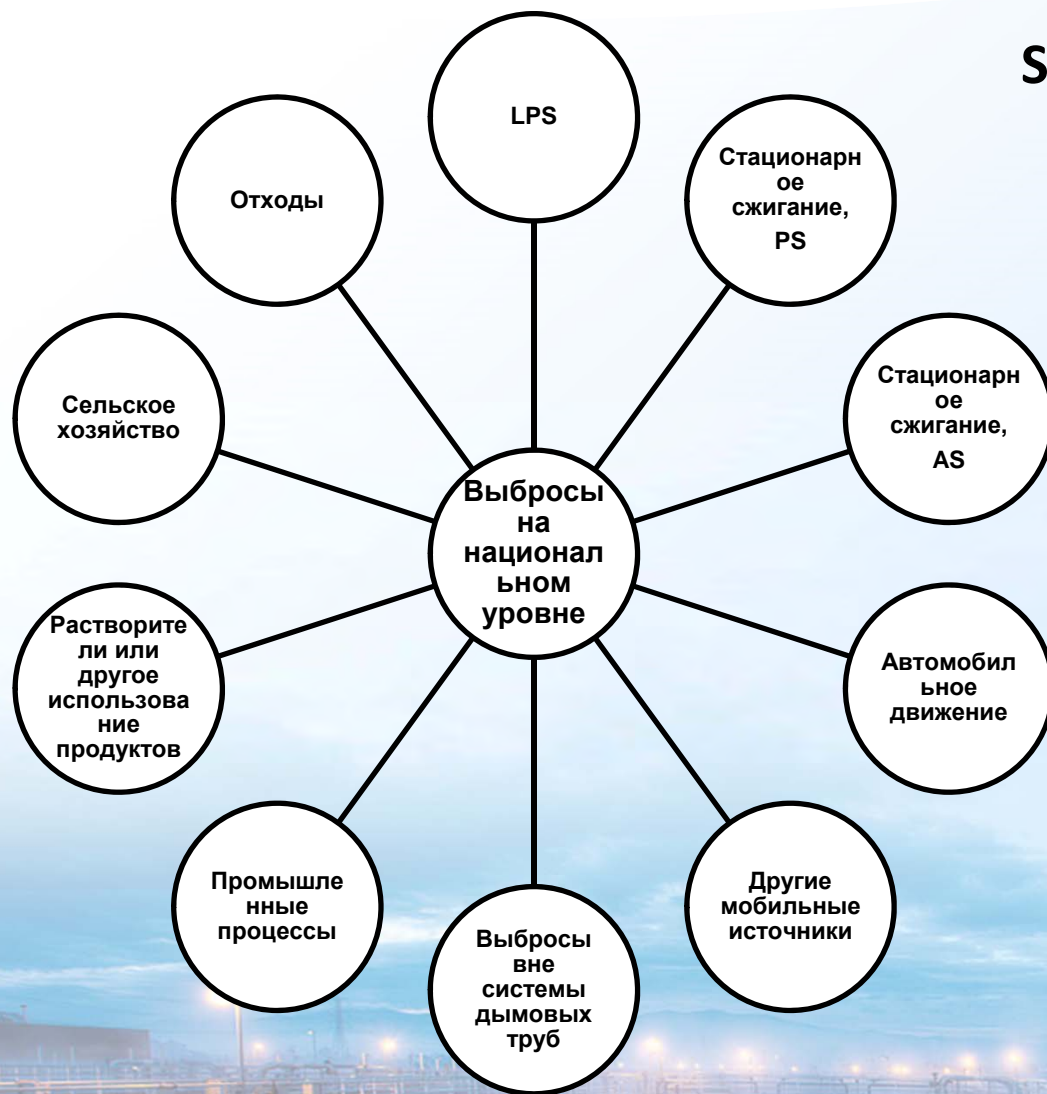 S
LPS
Стационарн
ое
сжигание,
PS
Стационарн
ое
сжигание,
AS
Автомобил
ьное
движение
Другие
мобильные
источники
Выбросы
вне
системы
дымовых
труб
Промышле
нные
процессы
Растворите
ли или
другое
использова
ние
продуктов
Сельское
хозяйство
Отходы
Выбросы
на
национал
ьном
уровне